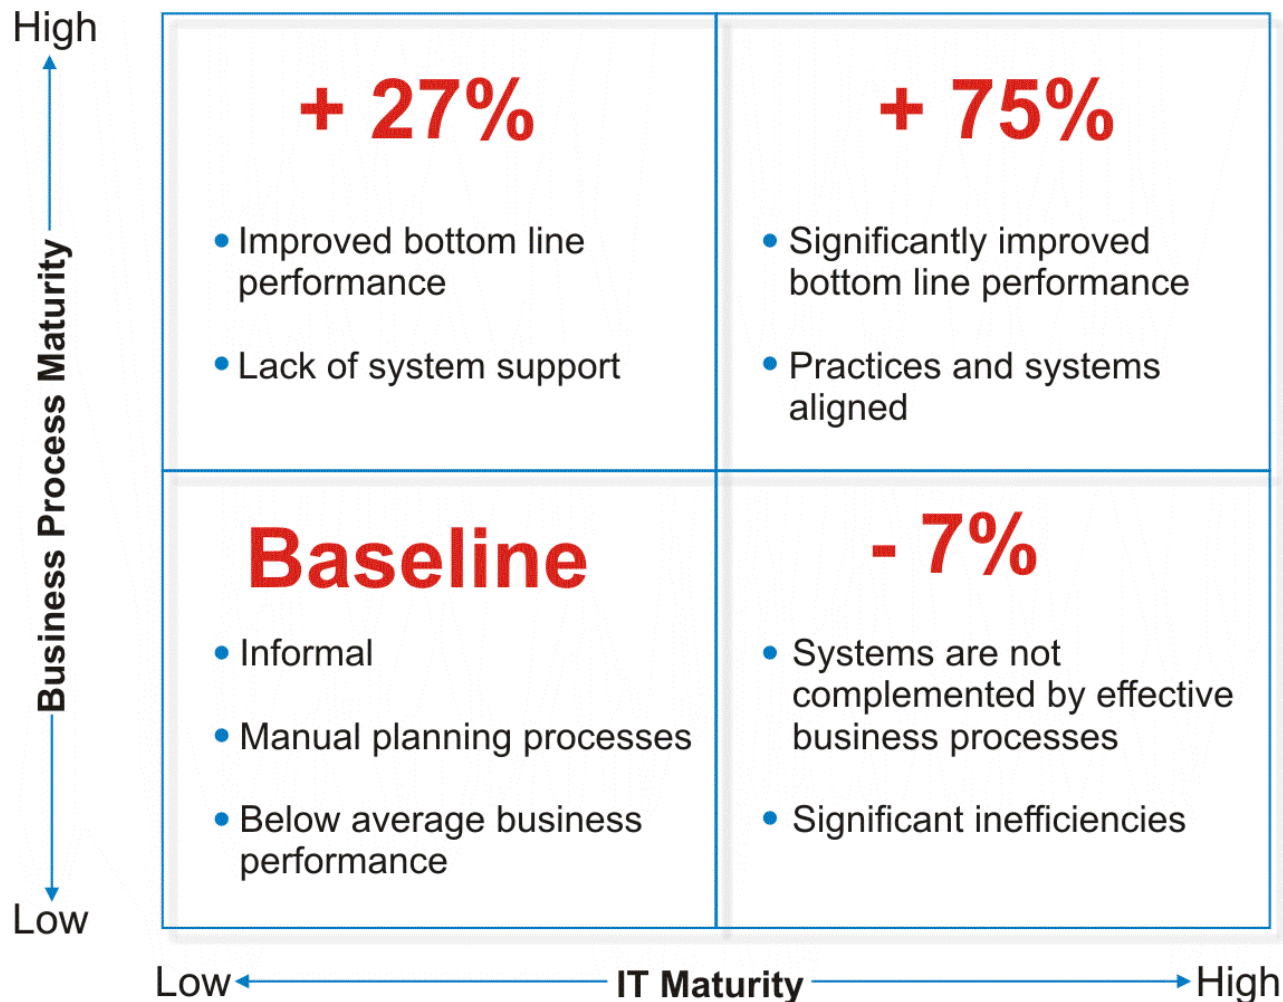 High
+ 27%
• Improved bottom line
performance
• Lack of system support
+ 75%
• Significantly improved
bottom line performance
• Practices and systems
aligned
Business Process Maturity
Baseline
• Informal
• Manual planning processes
• Below average business
performance
- 7%
• Systems are not
complemented by effective
business processes
• Significant inefficiencies
Low
Low
IT Maturity
High